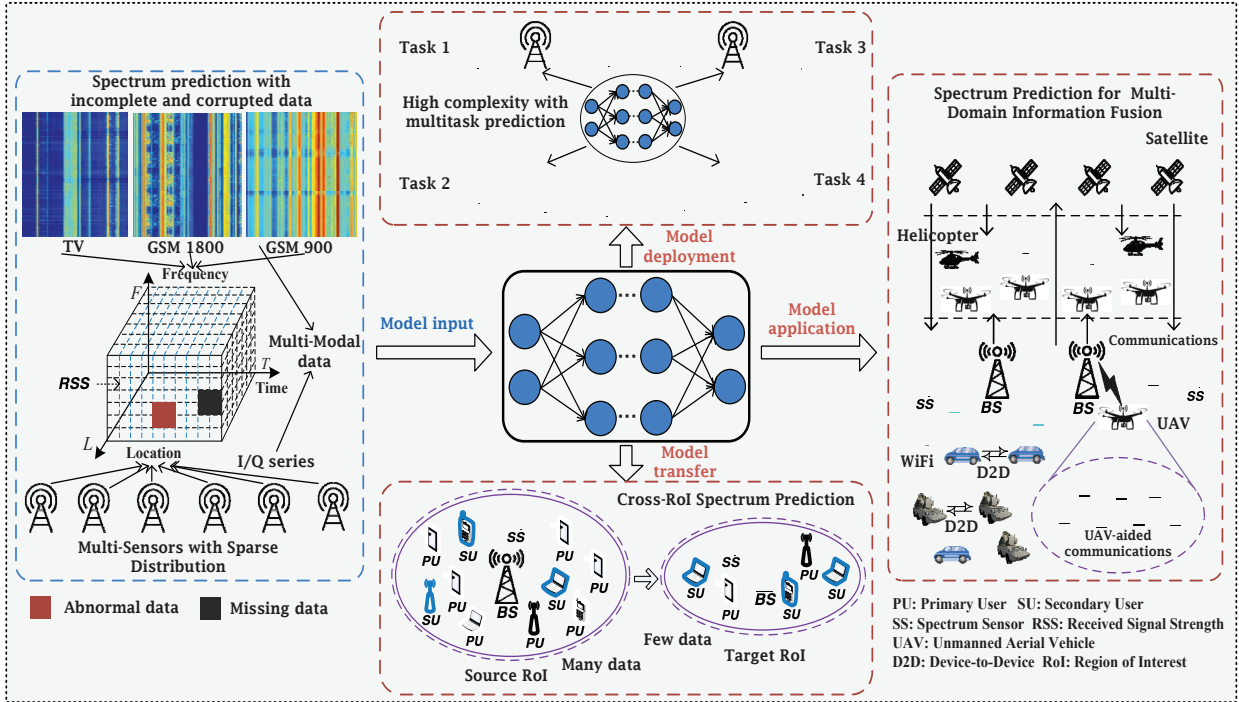 Spectrum prediction with
incomplete and corrupted data
TV
GSM 1800
GSM 900
Frequency
F
RSS
T
Time
L
Location
Multi-Modal
data
I/Q series
Multi-Sensors with Sparse
Distribution
Abnormal data
Missing data
Task 1
Task 3
High complexity with
multitask prediction
Task 2
Task 4
Model
deployment
Model input
Model
application
Model
transfer
Cross-RoI Spectrum Prediction
PU
SU
SS
PU
PU
PU
SU
PU
BS
SU
PU
PU
PU
Source RoI
Many data
Few data
SU
SS
PU
BS
SU
PU
SU
Target RoI
Spectrum Prediction for Multi-
Domain Information Fusion
Satellite
Helicopter
Communications
SS
BS
BS
SS
UAV
WiFi
D2D
D2D
UAV-aided
communications
PU: Primary User SU: Secondary User
SS: Spectrum Sensor RSS: Received Signal Strength
UAV: Unmanned Aerial Vehicle
D2D: Device-to-Device RoI: Region of Interest